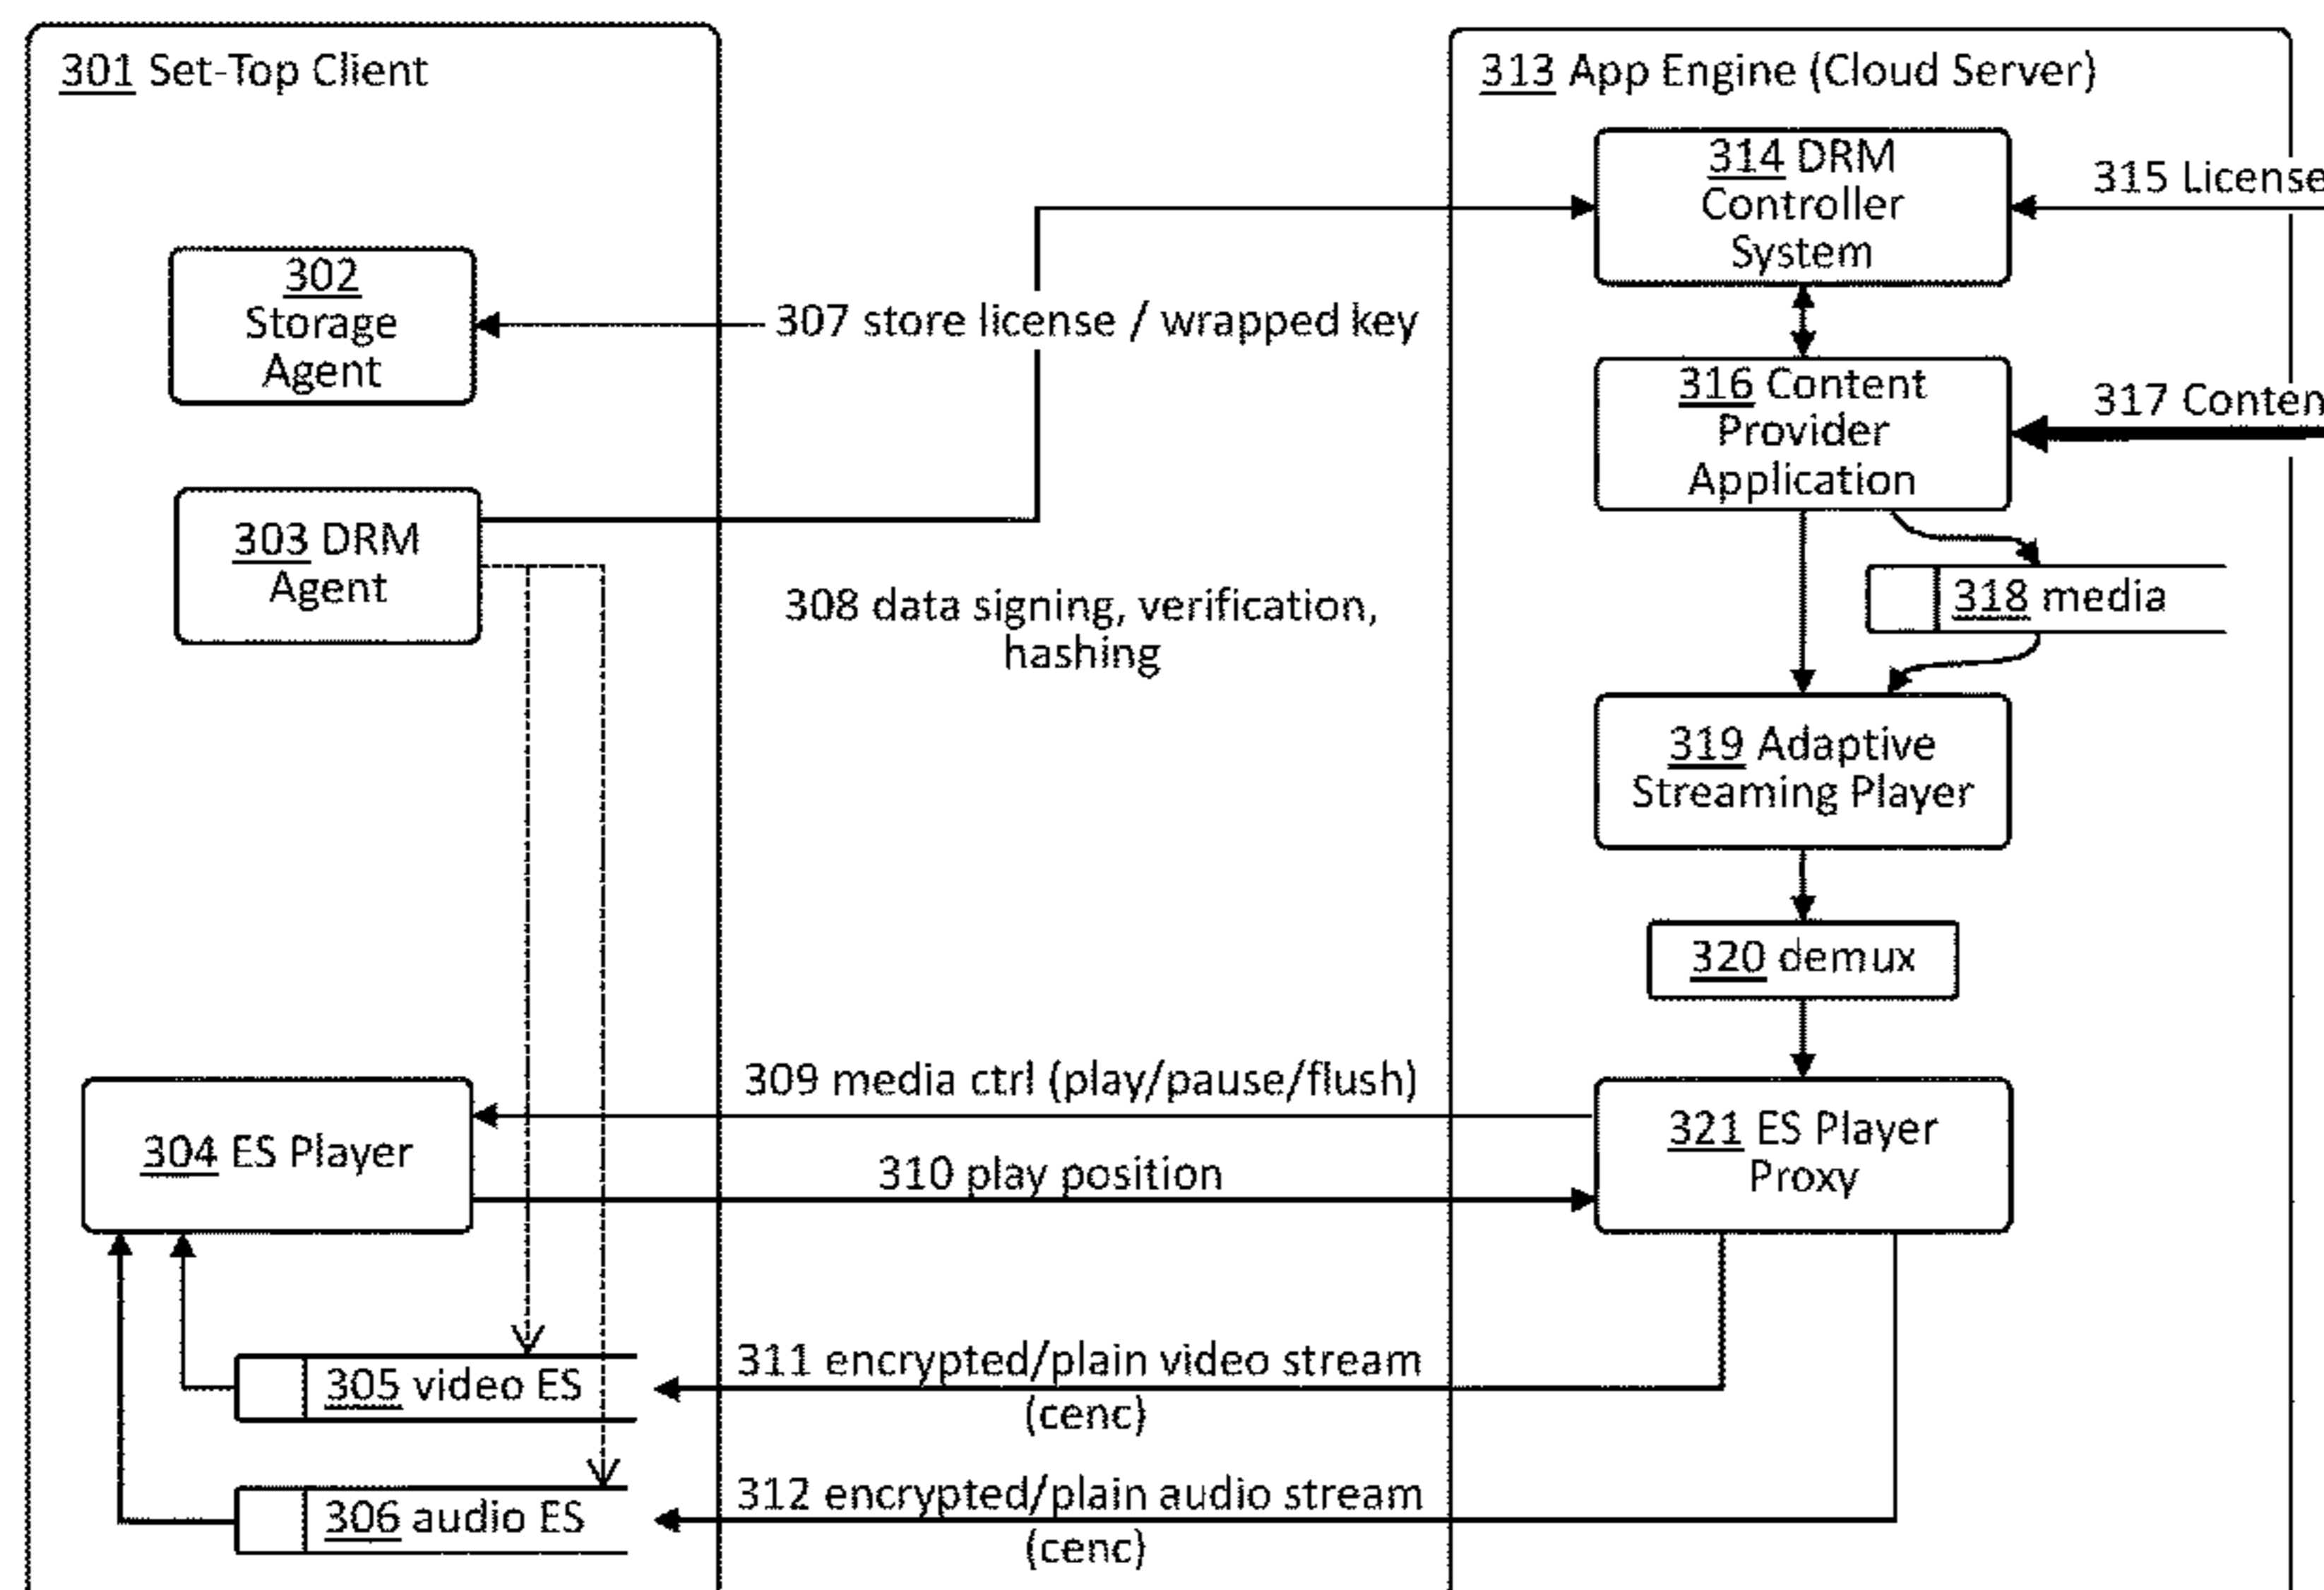 301 Set-Top Client
302
Storage
Agent
303 DRM
Agent
304 ES Player
305 video ES
306 audio ES
307 store license / wrapped key
308 data signing, verification,
hashing
309 media ctrl (play/pause/flush)
310 play position
311 encrypted/plain video stream
(cenc)
312 encrypted/plain audio stream
(cenc)
313 App Engine (Cloud Server)
314 DRM
Controller
System
315 License
316 Content
Provider
Application
317 Conten
318 media
319 Adaptive
Streaming Player
320 demux
321 ES Player
Proxy